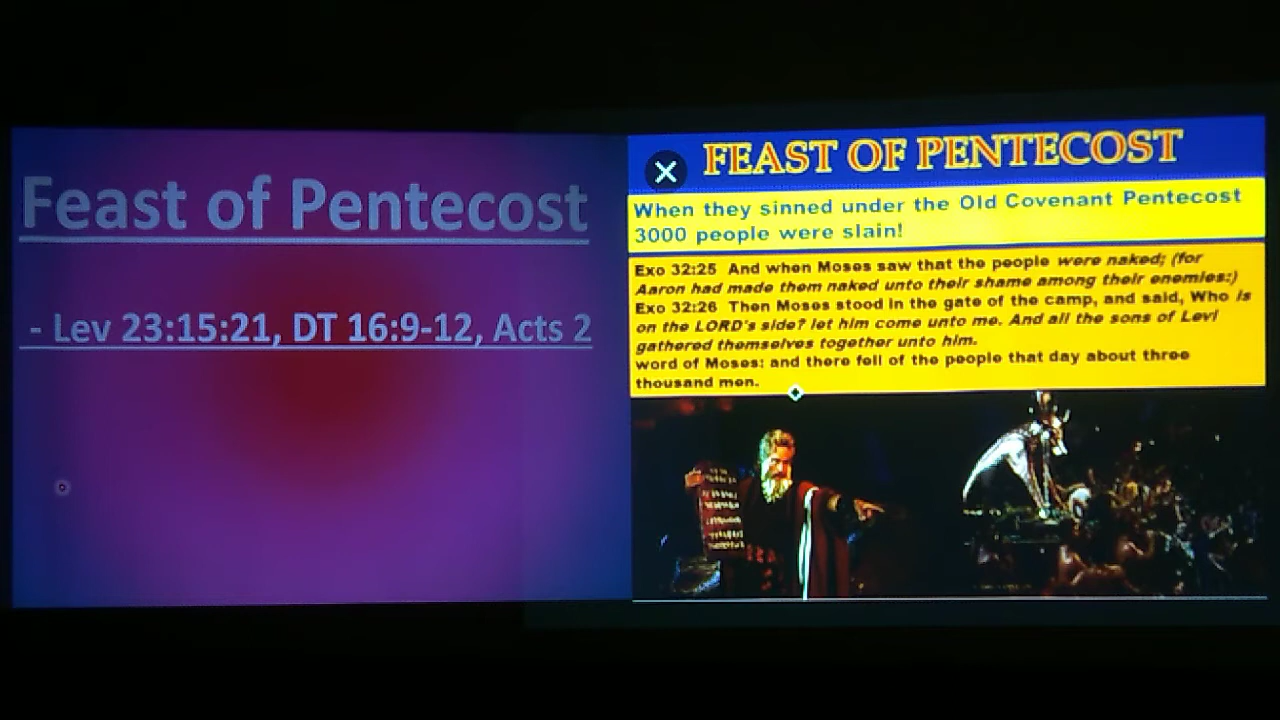 Feast of Pentecost
- Lev 23:15:21, DT 16:9-12, Acts 2
FEAST OF PENTECOST
When they sinned under the Old Covenant Pentecost
3000 people were slain!
Exo 32:25 And when Moses saw that the people were naked; (for
Aaron had made them naked unto their shame among their enemies:)
Exo 32:26 Then Moses stood in the gate of the camp, and said, Who is
on the LORD's side? let him come unto me. And all the sons of Levi
gathered themselves together unto him.
word of Moses: and there fell of the people that day about three
thousand men.